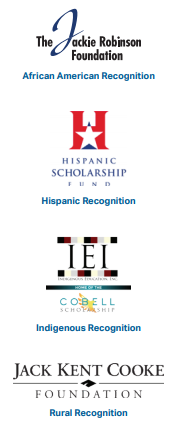 The Jackie Robinson
Foundation
African American Recognition
HISPANIC
SCHOLARSHIP
FUND
Hispanic Recognition
IEI
INDIGENOUS EDUCATION, INC.
HOME OF THE
COBELL
SCHOLARSHIP
Indigenous Recognition
JACK KENT COOKE
FOUNDATION
Rural Recognition